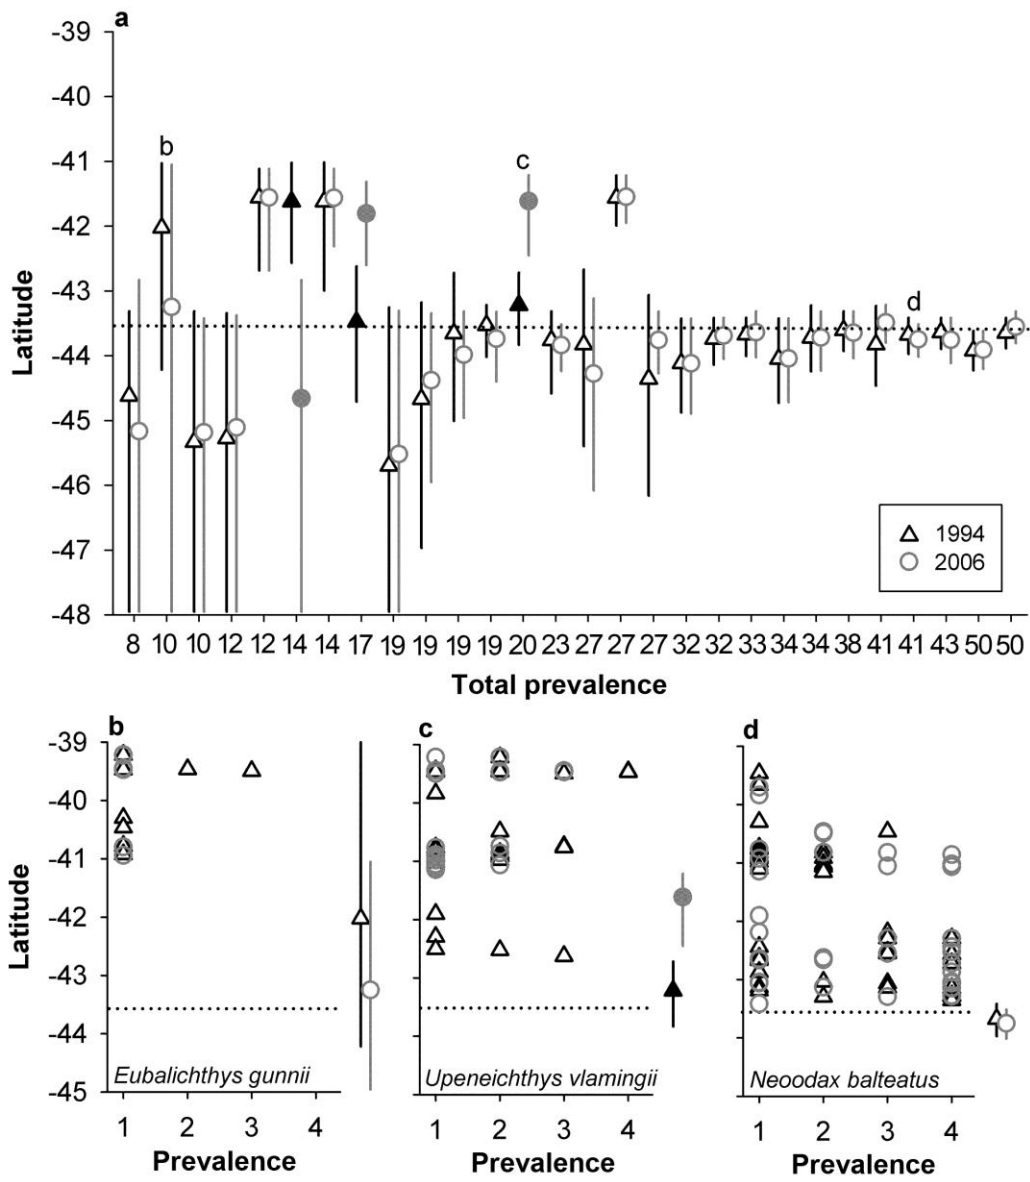 a
-39
-40
-41
-42
-43
-44
-45
-46
-47
-48
Latitude
b
c
d
1994
2006
8 10 10 12 12 14 14 17 19 19 19 19 20 23 27 27 27 32 32 33 34 34 38 41 41 43 50 50
Total prevalence
b
c
d
-39
-40
-41
-42
-43
-44
-45
Latitude
Eubalichthys gunnii
Upeneichthys vlamingii
Neoodax balteatus
1 2 3 4
1 2 3 4
1 2 3 4
Prevalence
Prevalence
Prevalence